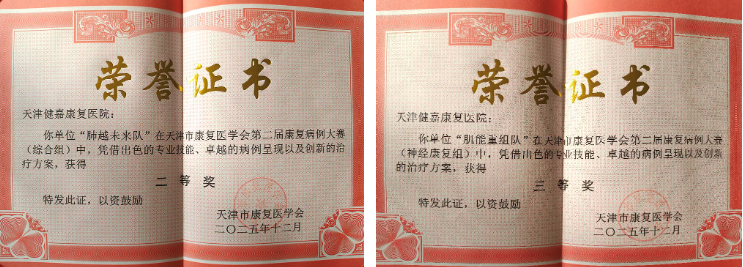 荣誉证书
天津健嘉康复医院：
你单位“肺越未来队”在天津市康复医学会第二届康复病例大赛
（综合组）中，凭借出色的专业技能、卓越的病例呈现以及创新的治
疗方案，获得
二等奖
特发此证，以资鼓励
天津市康复医学会
二〇二五年十二月
荣誉证书
天津健嘉康复医院：
你单位“肌能重组队”在天津市康复医学会第二届康复病例大赛
（神经康复组）中，凭借出色的专业技能、卓越的病例呈现以及创新
的治疗方案，获得
三等奖
特发此证，以资鼓励
天津市康复医学会
二〇二五年十二月